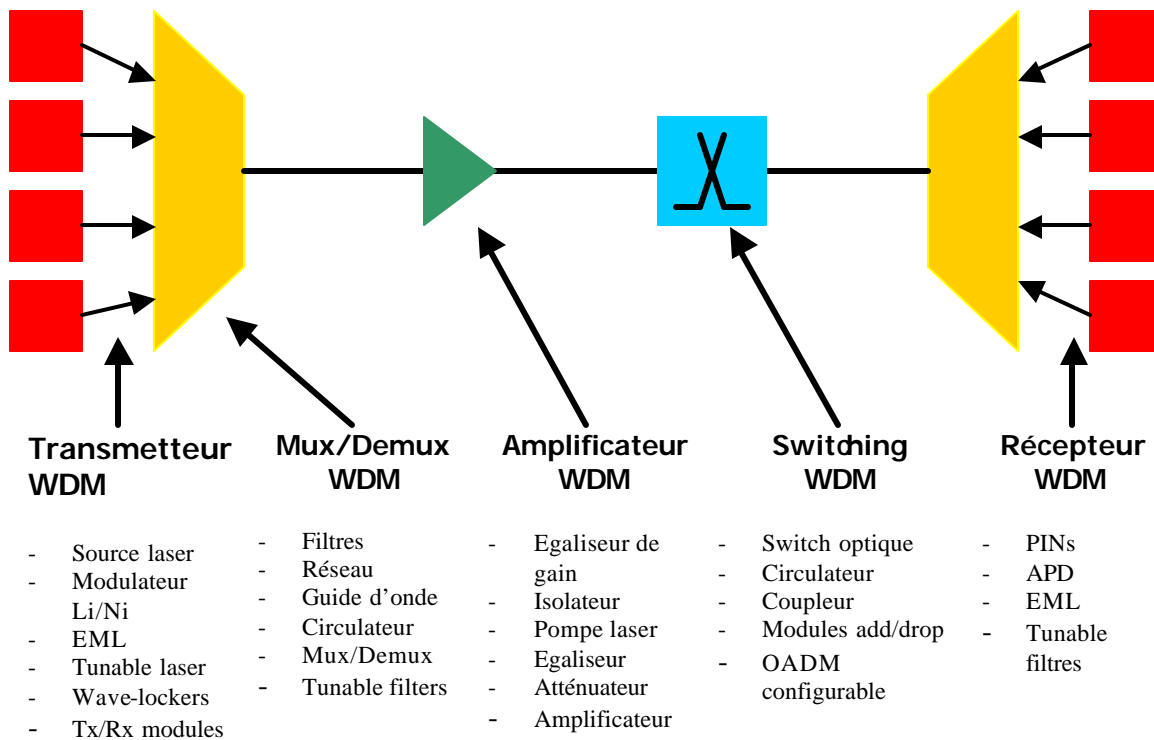 Transmetteur
WDM
- Source laser
- Modulateur
Li/Ni
- EML
- Tunable laser
- Wave-lockers
- Tx/Rx modules
Mux/Demux
WDM
- Filtres
- Réseau
- Guide d’onde
- Circulateur
- Mux/Demux
- Tunable filters
Amplificateur
WDM
- Egaliseur de
gain
- Isolateur
- Pompe laser
- Egaliseur
- Atténuateur
- Amplificateur
Switching
WDM
- Switch optique
- Circulateur
- Coupleur
- Modules add/drop
- OADM
configurable
Récepteur
WDM
- PINs
- APD
- EML
- Tunable
filtres